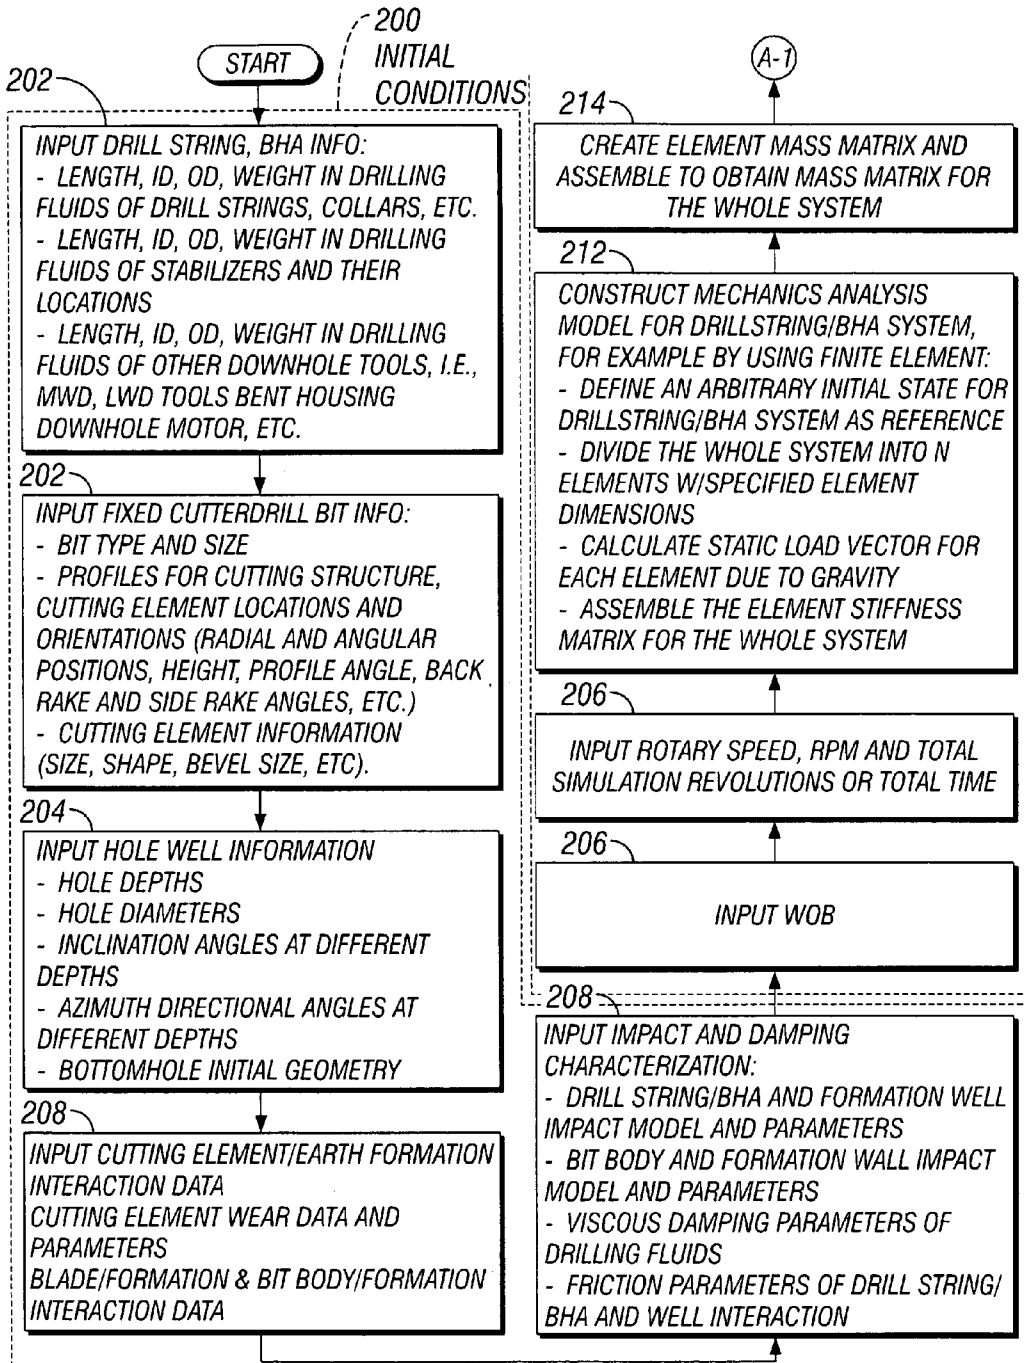 200
INITIAL
CONDITIONS
START
202
INPUT DRILL STRING, BHA INFO:
- LENGTH, ID, OD, WEIGHT IN DRILLING
FLUIDS OF DRILL STRINGS, COLLARS, ETC.
- LENGTH, ID, OD, WEIGHT IN DRILLING
FLUIDS OF STABILIZERS AND THEIR
LOCATIONS
- LENGTH, ID, OD, WEIGHT IN DRILLING
FLUIDS OF OTHER DOWNHOLE TOOLS, I.E.,
MWD, LWD TOOLS BENT HOUSING
DOWNHOLE MOTOR, ETC.
202
INPUT FIXED CUTTERDRILL BIT INFO:
- BIT TYPE AND SIZE
- PROFILES FOR CUTTING STRUCTURE,
CUTTING ELEMENT LOCATIONS AND
ORIENTATIONS (RADIAL AND ANGULAR
POSITIONS, HEIGHT, PROFILE ANGLE, BACK
RAKE AND SIDE RAKE ANGLES, ETC.)
- CUTTING ELEMENT INFORMATION
(SIZE, SHAPE, BEVEL SIZE, ETC).
204
INPUT HOLE WELL INFORMATION
- HOLE DEPTHS
- HOLE DIAMETERS
- INCLINATION ANGLES AT DIFFERENT
DEPTHS
- AZIMUTH DIRECTIONAL ANGLES AT
DIFFERENT DEPTHS
- BOTTOMHOLE INITIAL GEOMETRY
208
INPUT CUTTING ELEMENT/EARTH FORMATION
INTERACTION DATA
CUTTING ELEMENT WEAR DATA AND
PARAMETERS
BLADE/FORMATION & BIT BODY/FORMATION
INTERACTION DATA
208
INPUT IMPACT AND DAMPING
CHARACTERIZATION:
- DRILL STRING/BHA AND FORMATION WELL
IMPACT MODEL AND PARAMETERS
- BIT BODY AND FORMATION WALL IMPACT
MODEL AND PARAMETERS
- VISCOUS DAMPING PARAMETERS OF
DRILLING FLUIDS
- FRICTION PARAMETERS OF DRILL STRING/
BHA AND WELL INTERACTION
206
INPUT WOB
206
INPUT ROTARY SPEED, RPM AND TOTAL
SIMULATION REVOLUTIONS OR TOTAL TIME
212
CONSTRUCT MECHANICS ANALYSIS
MODEL FOR DRILLSTRING/BHA SYSTEM,
FOR EXAMPLE BY USING FINITE ELEMENT:
- DEFINE AN ARBITRARY INITIAL STATE FOR
DRILLSTRING/BHA SYSTEM AS REFERENCE
- DIVIDE THE WHOLE SYSTEM INTO N
ELEMENTS W/SPECIFIED ELEMENT
DIMENSIONS
- CALCULATE STATIC LOAD VECTOR FOR
EACH ELEMENT DUE TO GRAVITY
- ASSEMBLE THE ELEMENT STIFFNESS
MATRIX FOR THE WHOLE SYSTEM
214
CREATE ELEMENT MASS MATRIX AND
ASSEMBLE TO OBTAIN MASS MATRIX FOR
THE WHOLE SYSTEM
A-1